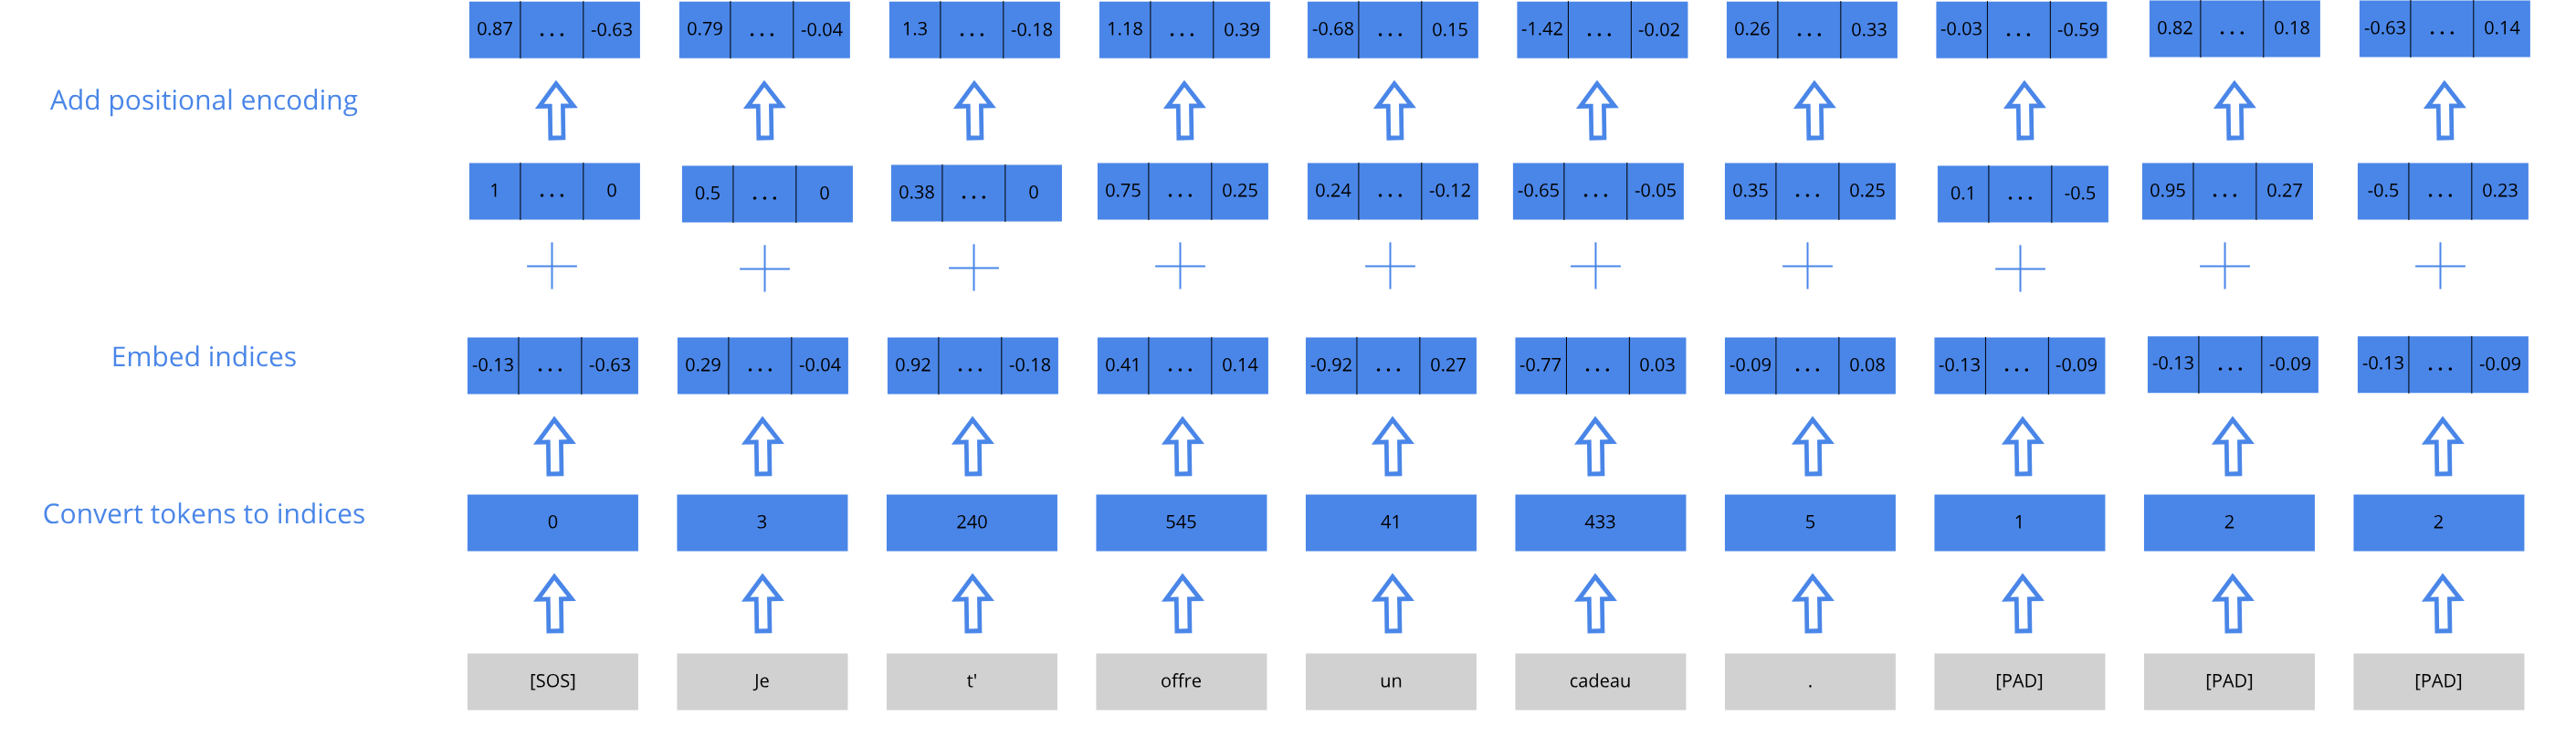 0.87 ... -0.63 0.79 ... -0.04 1.3 ... -0.18 1.18 ... 0.39 -0.68 ... 0.15 -1.42 ... -0.02 0.26 ... 0.33 -0.03 ... -0.59 0.82 ... 0.18 -0.63 ... 0.14
Add positional encoding
1 ... 0 0.5 ... 0 0.38 ... 0 0.75 ... 0.25 0.24 ... -0.12 -0.65 ... -0.05 0.35 ... 0.25 0.1 ... -0.5 0.95 ... 0.27 -0.5 ... 0.23
+ + + + + + + + + +
Embed indices -0.13 ... -0.63 0.29 ... -0.04 0.92 ... -0.18 0.41 ... 0.14 -0.92 ... 0.27 -0.77 ... 0.03 -0.09 ... 0.08 -0.13 ... -0.09 -0.13 ... -0.09 -0.13 ... -0.09
Convert tokens to indices 0 3 240 545 41 433 5 1 2 2
[SOS] Je t' offre un cadeau . [PAD] [PAD] [PAD]